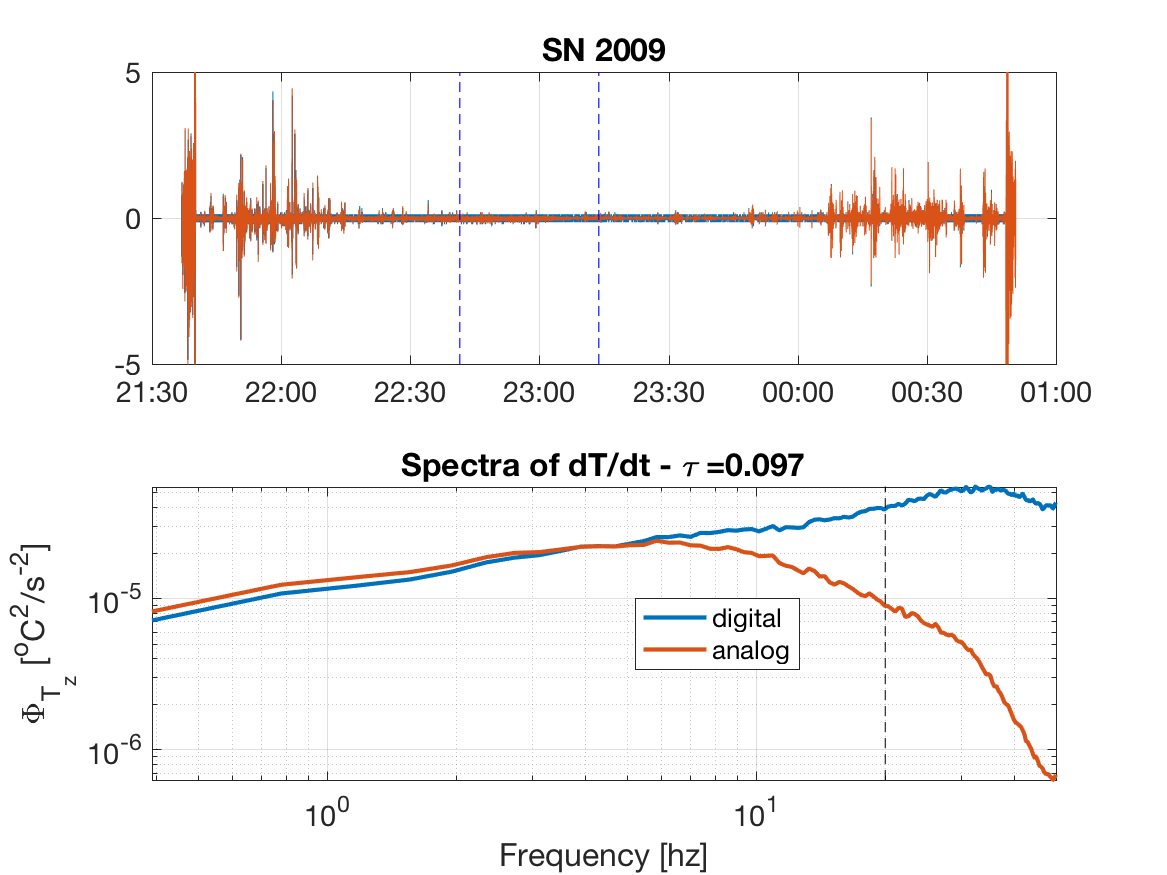 SN 2009
5
0
-5
21:30 22:00 22:30 23:00 23:30 00:00 00:30 01:00
Spectra of dT/dt - τ =0.097
Φ_{T_z} [°C²/s⁻²]
10⁻⁵
10⁻⁶
digital
analog
10⁰ 10¹
Frequency [hz]